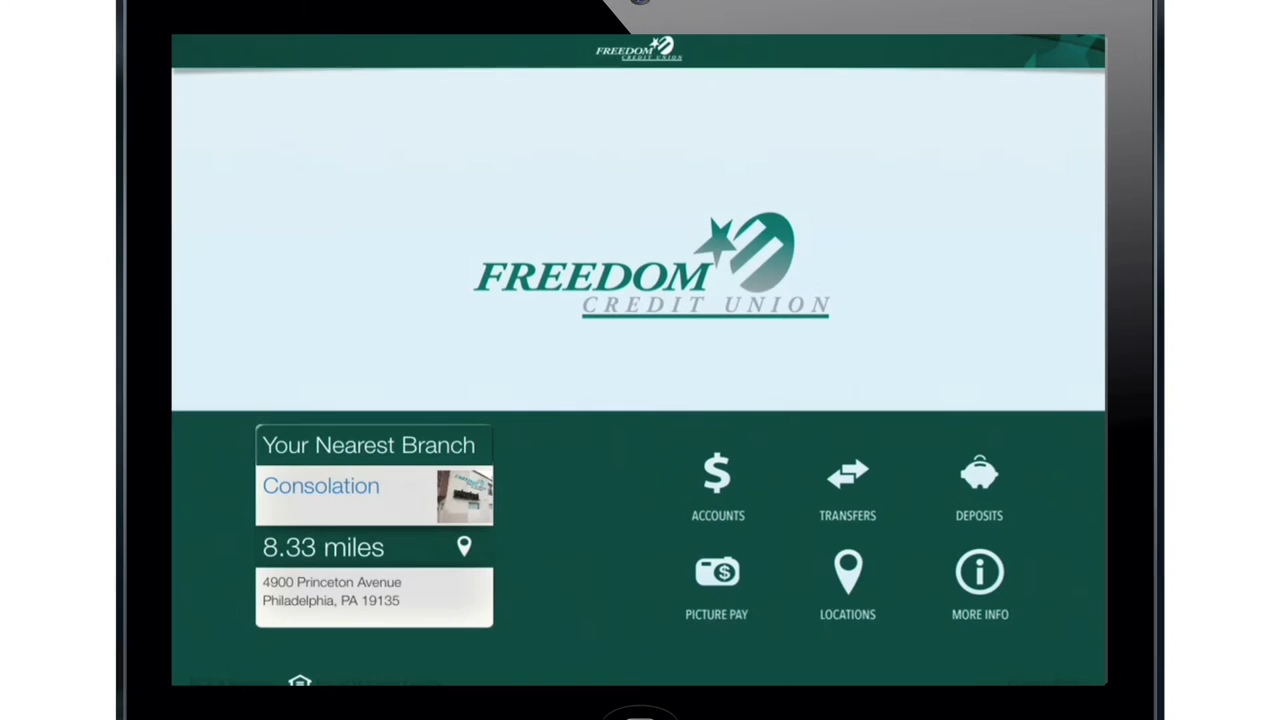 FREEDOM
CREDIT UNION
FREEDOM
CREDIT UNION
Your Nearest Branch
Consolation
FREEDOM
8.33 miles
4900 Princeton Avenue
Philadelphia, PA 19135
$
ACCOUNTS
TRANSFERS
DEPOSITS
$
PICTURE PAY
LOCATIONS
MORE INFO